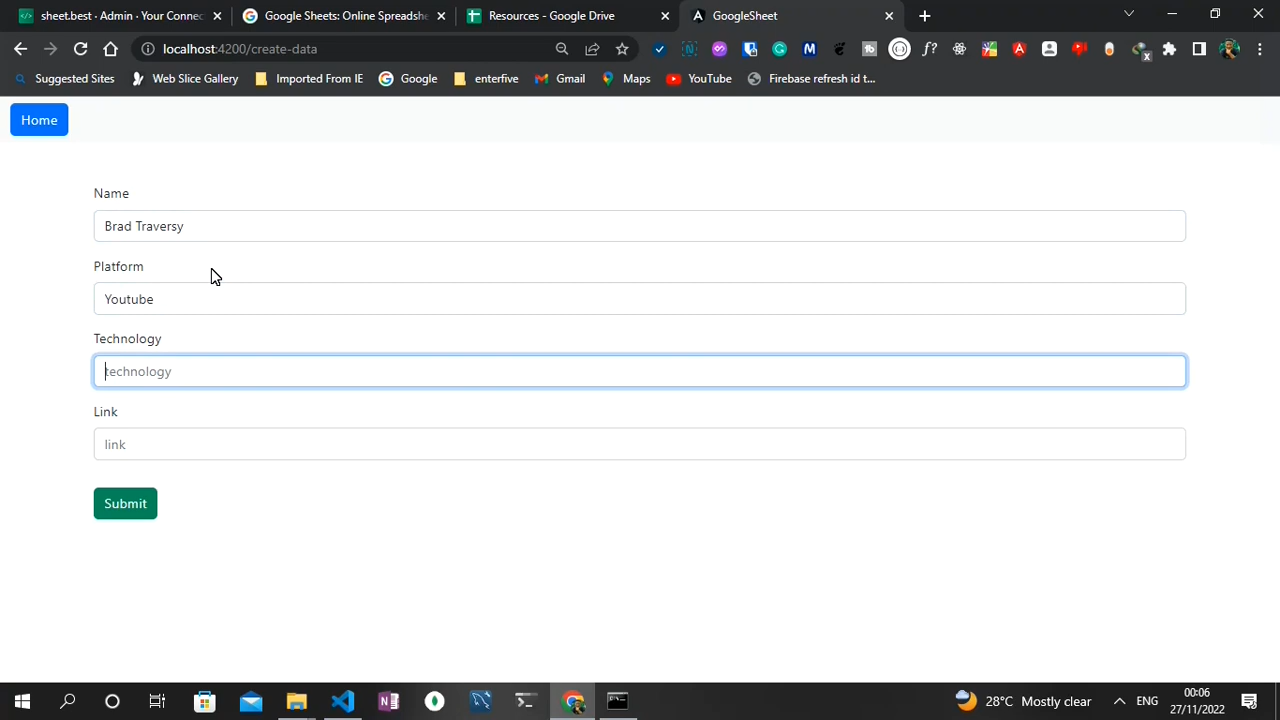 sheet.best - Admin - Your Connec
Google Sheets: Online Spreadshe
Resources - Google Drive
GoogleSheet
localhost:4200/create-data
Suggested Sites
Web Slice Gallery
Imported From IE
Google
enterfive
Gmail
Maps
YouTube
Firebase refresh id t...
Home
Name
Brad Traversy
Platform
Youtube
Technology
technology
Link
link
Submit
28°C Mostly clear
ENG
00:06
27/11/2022